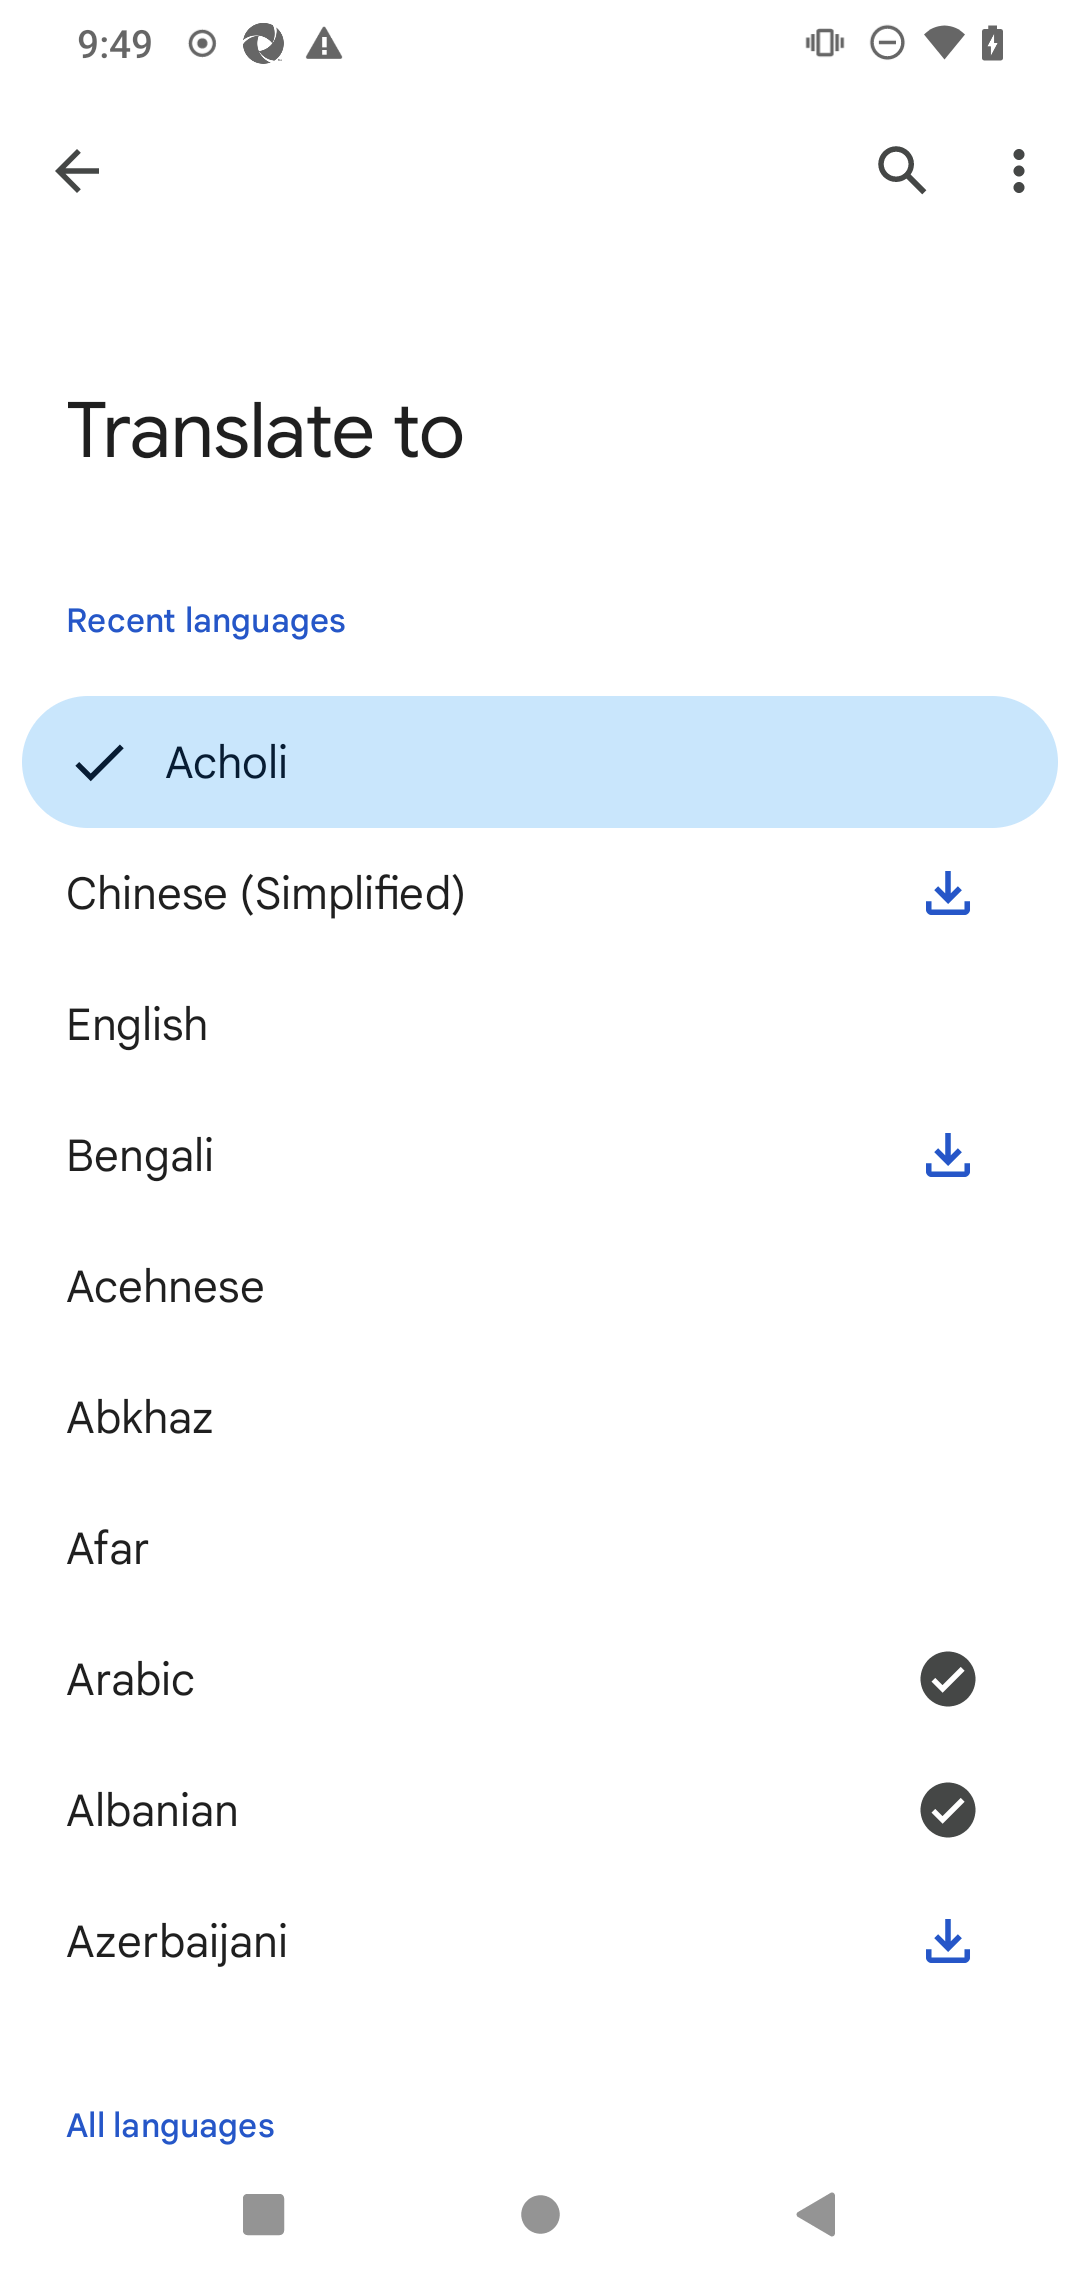 9:49
Translate to
Recent languages
Acholi
Chinese (Simplified)
English
Bengali
Acehnese
Abkhaz
Afar
Arabic
Albanian
Azerbaijani
All languages